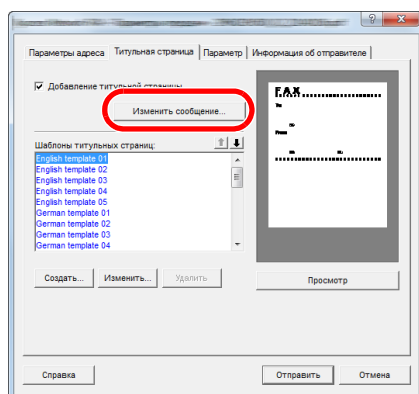 Параметры адреса Титульная страница Параметр Информация об отправителе
Добавление титульной страницы
Изменить сообщение...
Шаблоны титульных страниц:
English template 01
English template 02
English template 03
English template 04
English template 05
German template 01
German template 02
German template 03
German template 04
Создать... Изменить... Удалить
FAX
To
From
Просмотр
Справка Отправить Отмена